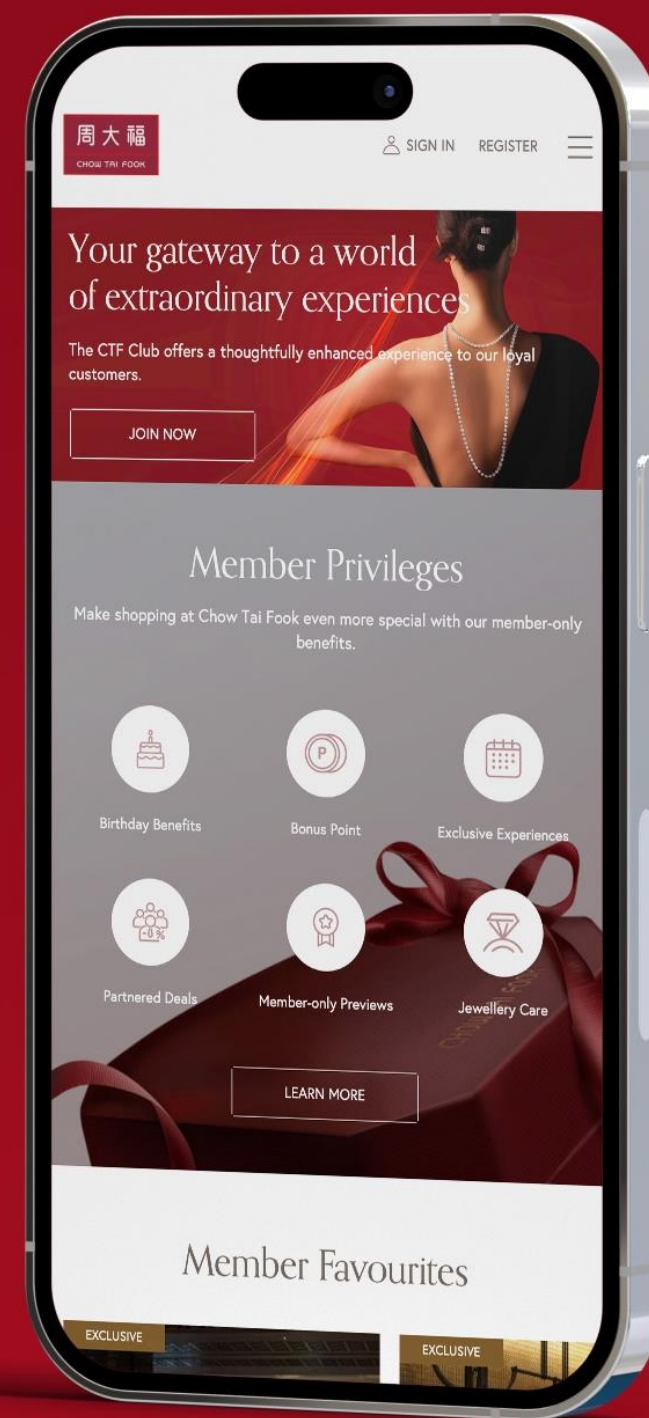 周大福
CHOW TAI FOOK
SIGN IN REGISTER
Your gateway to a world
of extraordinary experiences
The CTF Club offers a thoughtfully enhanced experience to our loyal
customers.
JOIN NOW
Member Privileges
Make shopping at Chow Tai Fook even more special with our member-only
benefits.
P
Birthday Benefits
Bonus Point
Exclusive Experiences
-%
Partnered Deals
Member-only Previews
Jewellery Care
CHOW TAI FOOK
LEARN MORE
Member Favourites
EXCLUSIVE
EXCLUSIVE